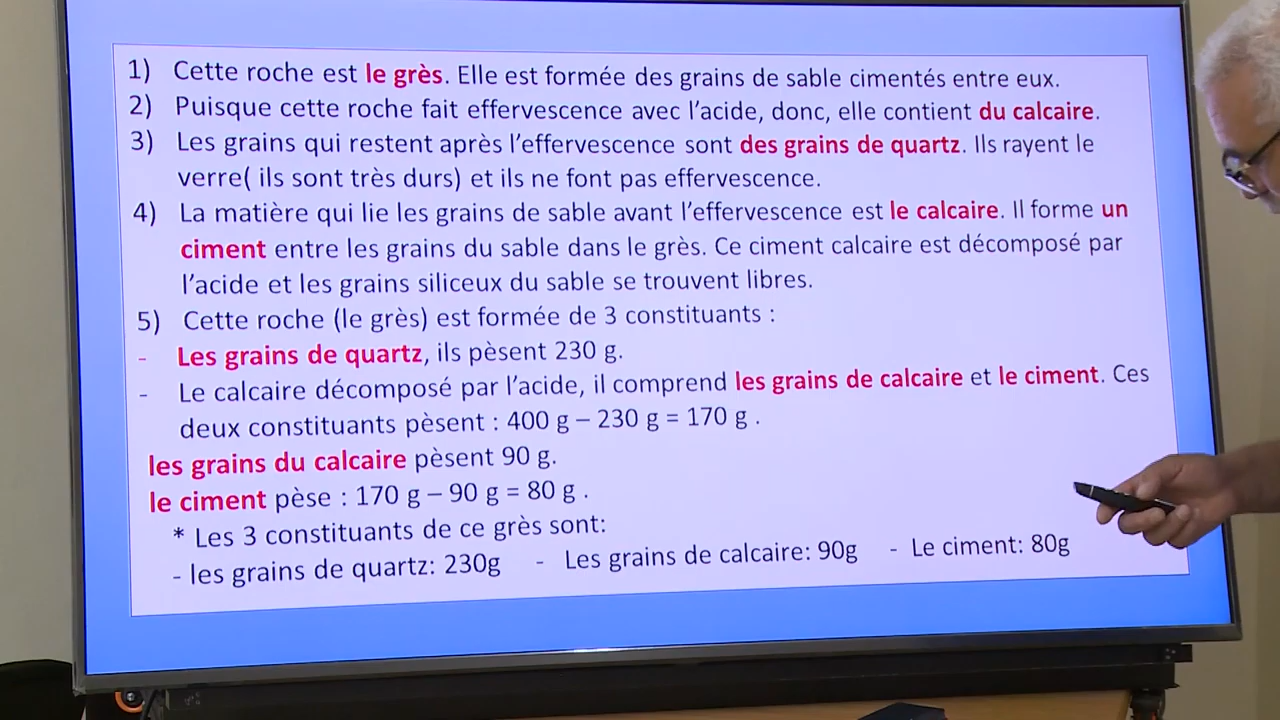 1) Cette roche est le grès. Elle est formée des grains de sable cimentés entre eux.
2) Puisque cette roche fait effervescence avec l'acide, donc, elle contient du calcaire.
3) Les grains qui restent après l'effervescence sont des grains de quartz. Ils rayent le
verre( ils sont très durs) et ils ne font pas effervescence.
4) La matière qui lie les grains de sable avant l'effervescence est le calcaire. Il forme un
ciment entre les grains du sable dans le grès. Ce ciment calcaire est décomposé par
l'acide et les grains siliceux du sable se trouvent libres.
5) Cette roche (le grès) est formée de 3 constituants :
- Les grains de quartz, ils pèsent 230 g.
- Le calcaire décomposé par l'acide, il comprend les grains de calcaire et le ciment. Ces
deux constituants pèsent : 400 g – 230 g = 170 g .
les grains du calcaire pèsent 90 g.
le ciment pèse : 170 g – 90 g = 80 g .
* Les 3 constituants de ce grès sont:
- les grains de quartz: 230g - Les grains de calcaire: 90g - Le ciment: 80g